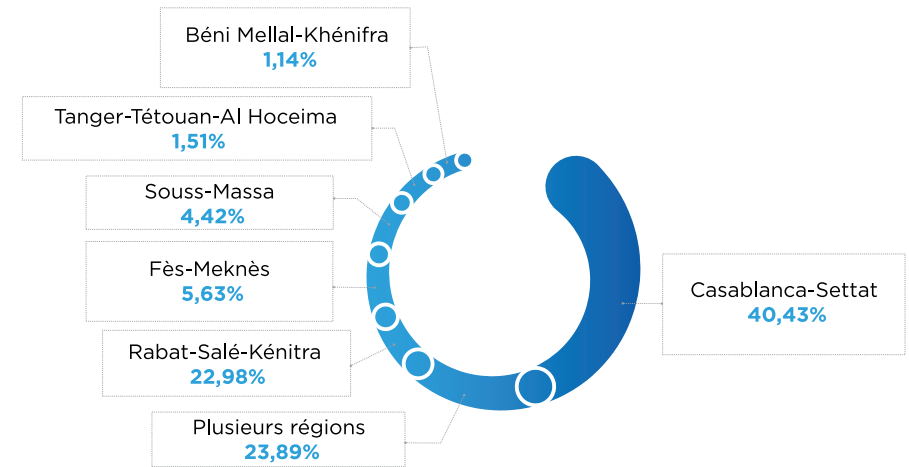 Béni Mellal-Khénifra
1,14%
Tanger-Tétouan-Al Hoceima
1,51%
Souss-Massa
4,42%
Fès-Meknès
5,63%
Rabat-Salé-Kénitra
22,98%
Plusieurs régions
23,89%
Casablanca-Settat
40,43%